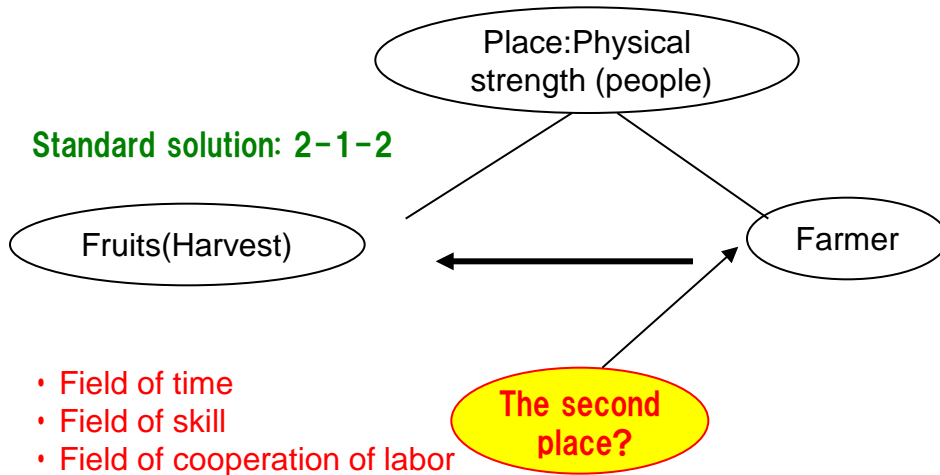 Place:Physical
strength (people)
Standard solution: 2-1-2
Fruits(Harvest)
Farmer
The second
place?
・Field of time
・Field of skill
・Field of cooperation of labor